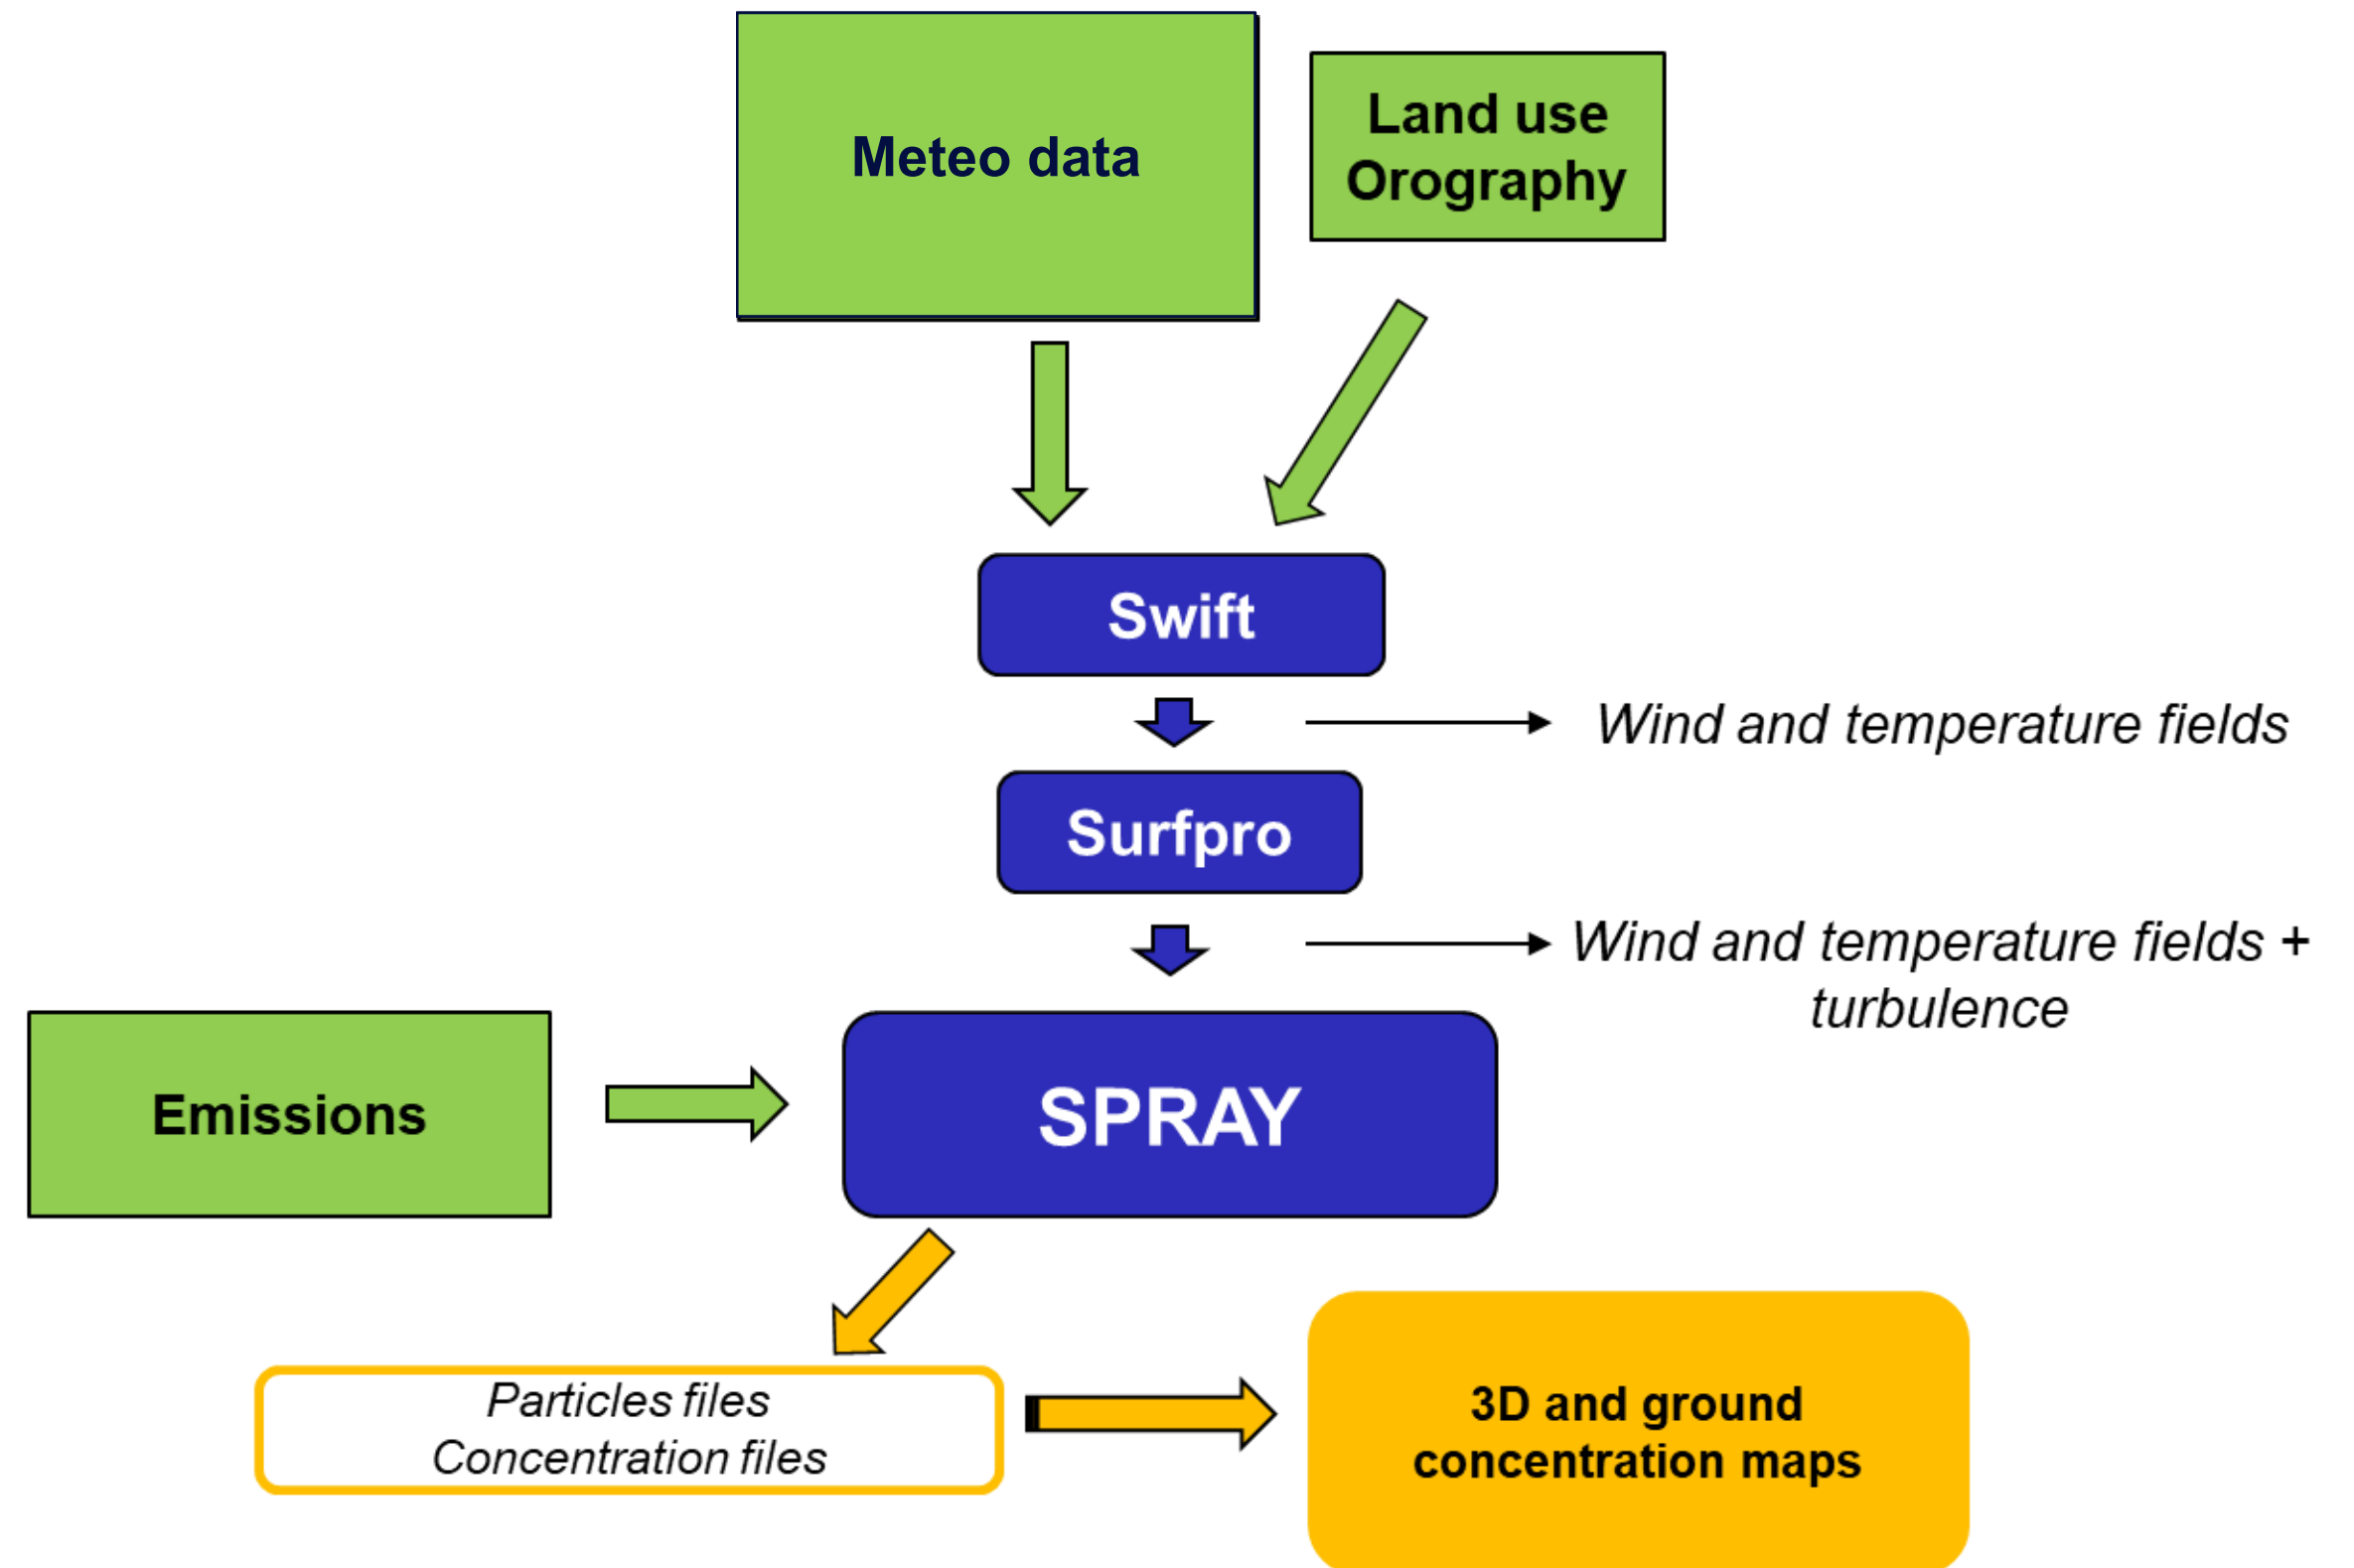 Meteo data
Land use
Orography
Swift
Wind and temperature fields
Surfpro
Wind and temperature fields +
turbulence
Emissions
SPRAY
Particles files
Concentration files
3D and ground
concentration maps